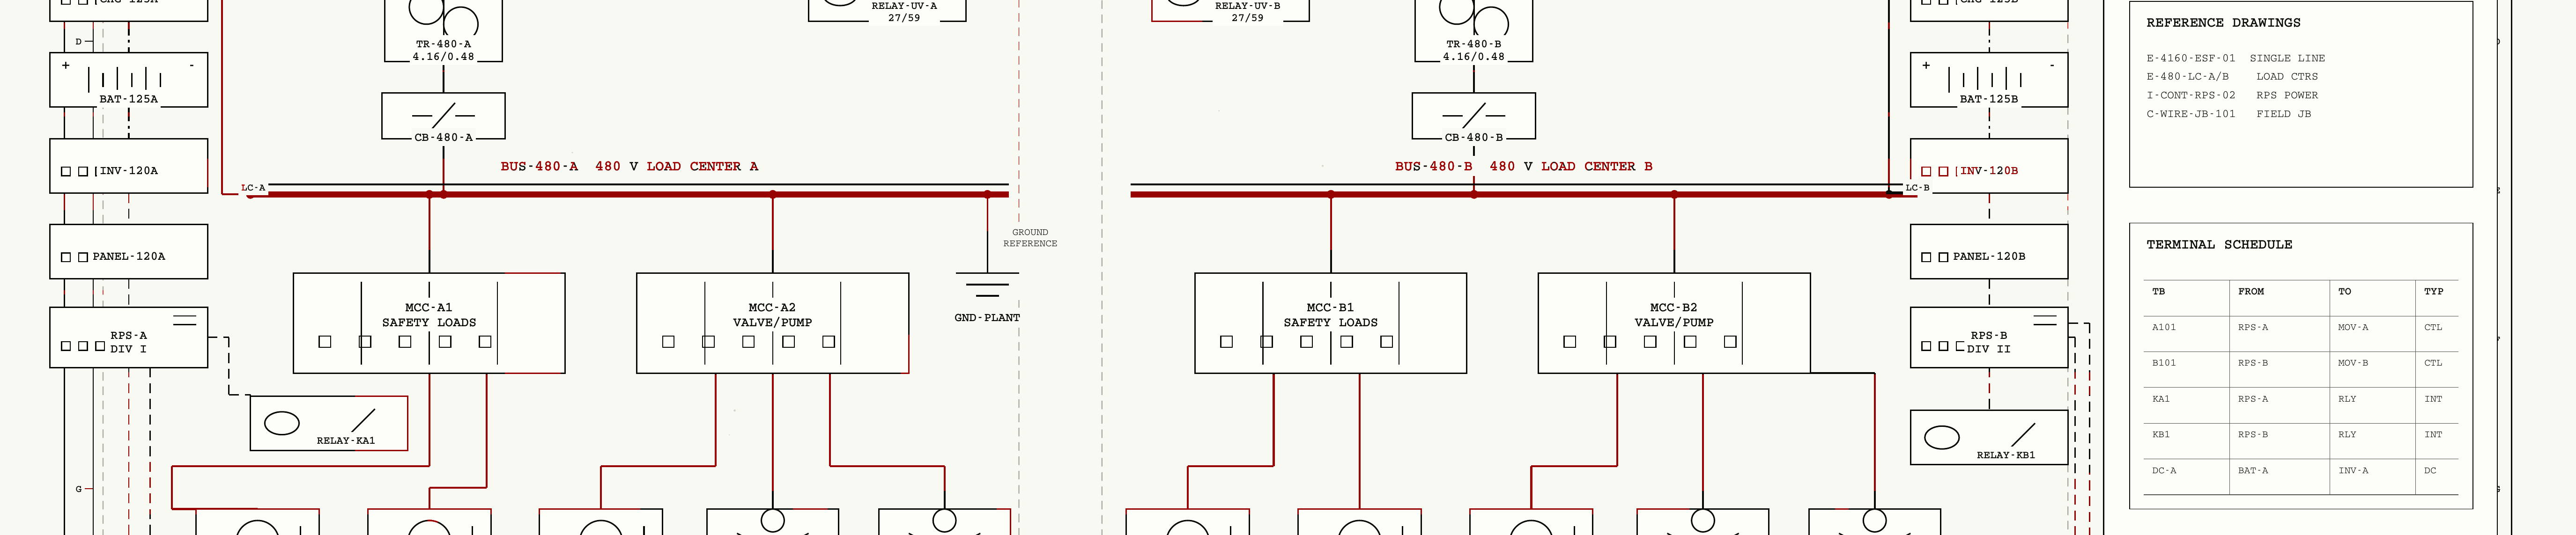 RELAY-UV-A
27/59
RELAY-UV-B
27/59
TR-480-A
4.16/0.48
TR-480-B
4.16/0.48
D
+ -
BAT-125A
+ -
BAT-125B
CB-480-A
CB-480-B
BUS-480-A 480 V LOAD CENTER A
BUS-480-B 480 V LOAD CENTER B
INV-120A
INV-120B
LC-A
LC-B
GROUND
REFERENCE
PANEL-120A
PANEL-120B
MCC-A1
SAFETY LOADS
MCC-A2
VALVE/PUMP
GND-PLANT
MCC-B1
SAFETY LOADS
MCC-B2
VALVE/PUMP
RPS-A
DIV I
RPS-B
DIV II
RELAY-KA1
RELAY-KB1
G
REFERENCE DRAWINGS
E-4160-ESF-01 SINGLE LINE
E-480-LC-A/B LOAD CTRS
I-CONT-RPS-02 RPS POWER
C-WIRE-JB-101 FIELD JB
TERMINAL SCHEDULE
TB FROM TO TYP
A101 RPS-A MOV-A CTL
B101 RPS-B MOV-B CTL
KA1 RPS-A RLY INT
KB1 RPS-B RLY INT
DC-A BAT-A INV-A DC